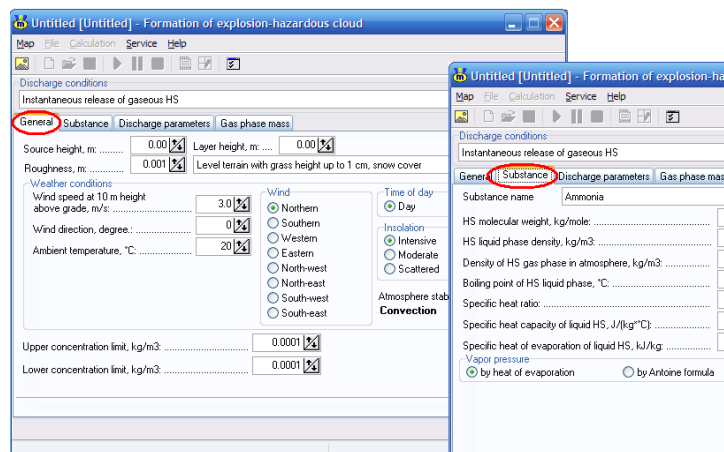 Untitled [Untitled] - Formation of explosion-hazardous cloud
Map File Calculation Service Help
Discharge conditions
Instantaneous release of gaseous HS
General Substance Discharge parameters Gas phase mass
Source height, m: ......... 0.00 Layer height, m: .... 0.00
Roughness, m: .................. 0.001 Level terrain with grass height up to 1 cm, snow cover
Weather conditions
Wind speed at 10 m height
above grade, m/s: ............................ 3.0
Wind direction, degree.: ..................... 0
Ambient temperature, °C: .................... 20
Wind
Northern
Southern
Western
Eastern
North-west
North-east
South-west
South-east
Time of day
Day
Insolation
Intensive
Moderate
Scattered
Atmosphere stab
Convection
Upper concentration limit, kg/m3: ............................ 0.0001
Lower concentration limit, kg/m3: ............................ 0.0001
Untitled [Untitled] - Formation of explosion-ha
Map File Calculation Service Help
Discharge conditions
Instantaneous release of gaseous HS
General Substance Discharge parameters Gas phase mas
Substance name Ammonia
HS molecular weight, kg/mole: ........................................
HS liquid phase density, kg/m3: ......................................
Density of HS gas phase in atmosphere, kg/m3: ................
Boiling point of HS liquid phase, °C: .................................
Specific heat ratio: ........................................................
Specific heat capacity of liquid HS, J/(kg*°C): ...................
Specific heat of evaporation of liquid HS, kJ/kg: ................
Vapor pressure
by heat of evaporation by Antoine formula